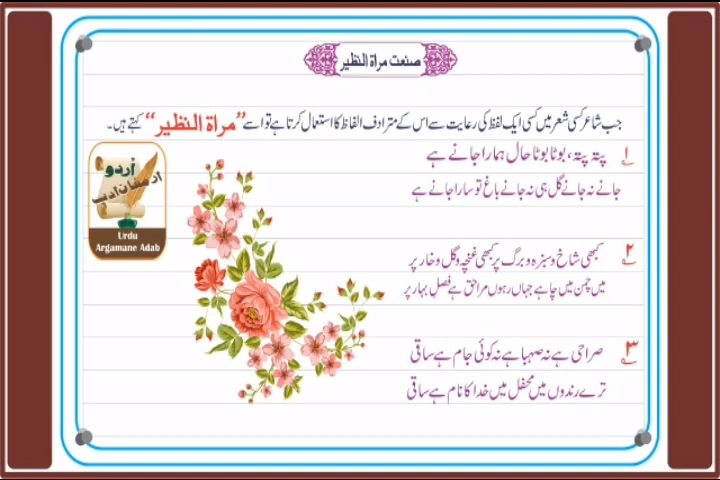 صنعت مراۃ النظیر
جب شاعر کسی شعر میں کسی ایک لفظ کی رعایت سے اس کے مترادف الفاظ کا استعمال کرتا ہے تو اسے ”مراۃ النظیر“ کہتے ہیں۔
۱ پتہ پتہ، بوٹا بوٹا حال ہمارا جانے ہے
جانے نہ جانے گل ہی نہ جانے باغ تو سارا جانے ہے
۲ کبھی شاخ و سبزہ و برگ پر کبھی غنچہ و گل و خار پر
میں چمن میں چاہے جہاں رہوں مرا حق ہے فصلِ بہار پر
۳ صراحی ہے نہ صہبا ہے نہ کوئی جام ہے ساقی
ترے رندوں میں محفل میں خدا کا نام ہے ساقی
اُردو
ارمغانِ ادب
Urdu
Argamane Adab